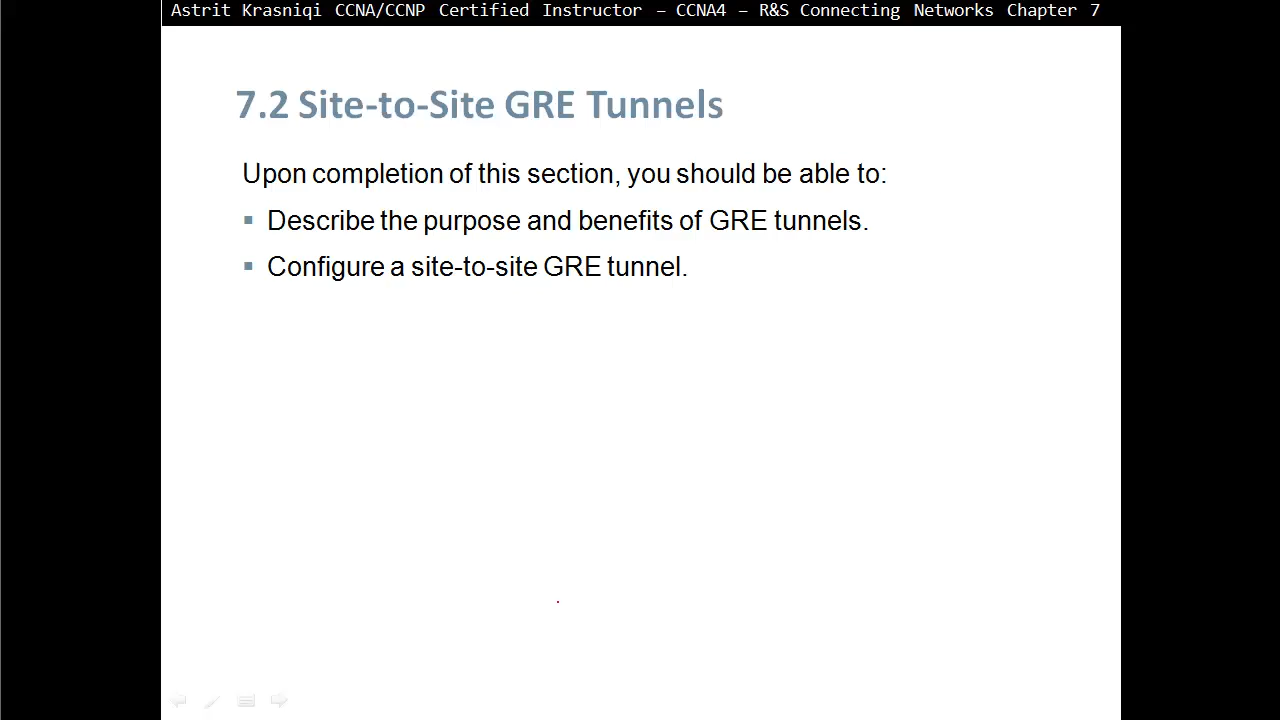 Astrit Krasniqi CCNA/CCNP Certified Instructor – CCNA4 – R&S Connecting Networks Chapter 7
7.2 Site-to-Site GRE Tunnels
Upon completion of this section, you should be able to:
▪ Describe the purpose and benefits of GRE tunnels.
▪ Configure a site-to-site GRE tunnel.